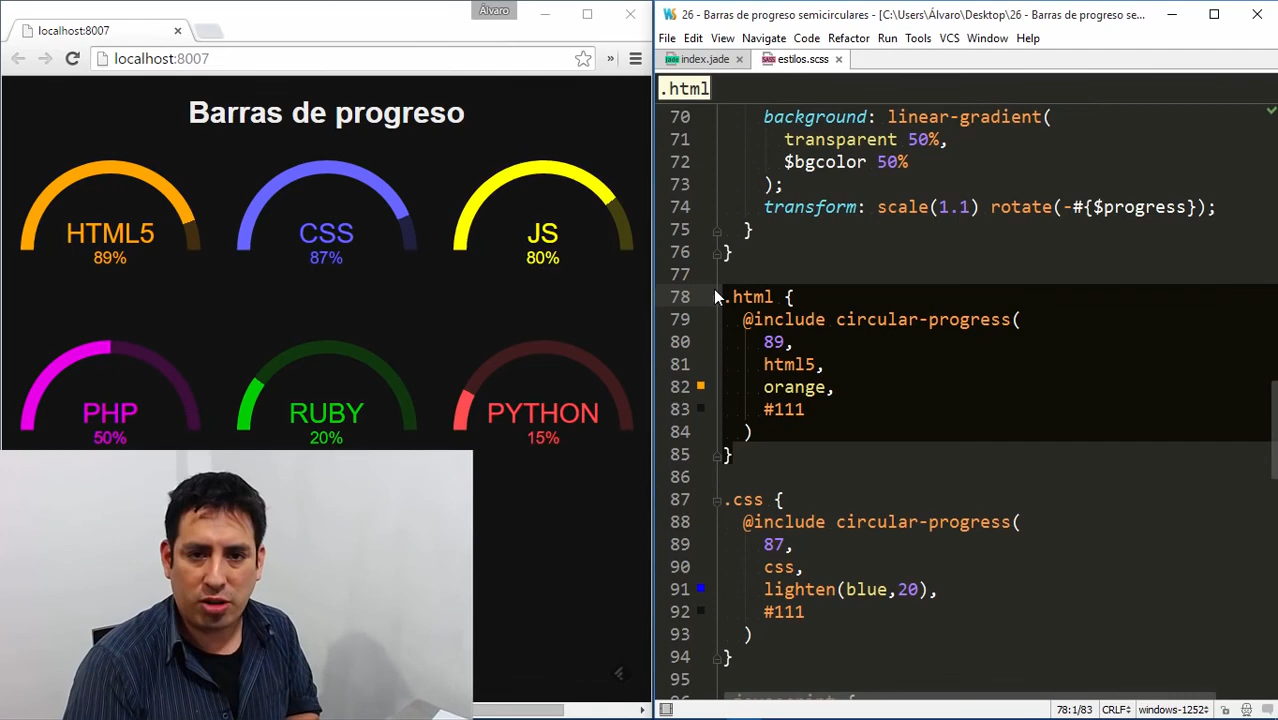 Álvaro
localhost:8007
localhost:8007
Barras de progreso
HTML5
89%
CSS
87%
JS
80%
PHP
50%
RUBY
20%
PYTHON
15%
26 - Barras de progreso semicirculares - [C:\Users\Álvaro\Desktop\26 - Barras de progreso se...
File Edit View Navigate Code Refactor Run Tools VCS Window Help
index.jade
estilos.scss
.html
70 background: linear-gradient(
71 transparent 50%,
72 $bgcolor 50%
73 );
74 transform: scale(1.1) rotate(-#{$progress});
75 }
76 }
77
78 .html {
79 @include circular-progress(
80 89,
81 html5,
82 orange,
83 #111
84 )
85 }
86
87 .css {
88 @include circular-progress(
89 87,
90 css,
91 lighten(blue,20),
92 #111
93 )
94 }
95
78:1/83 CRLF windows-1252